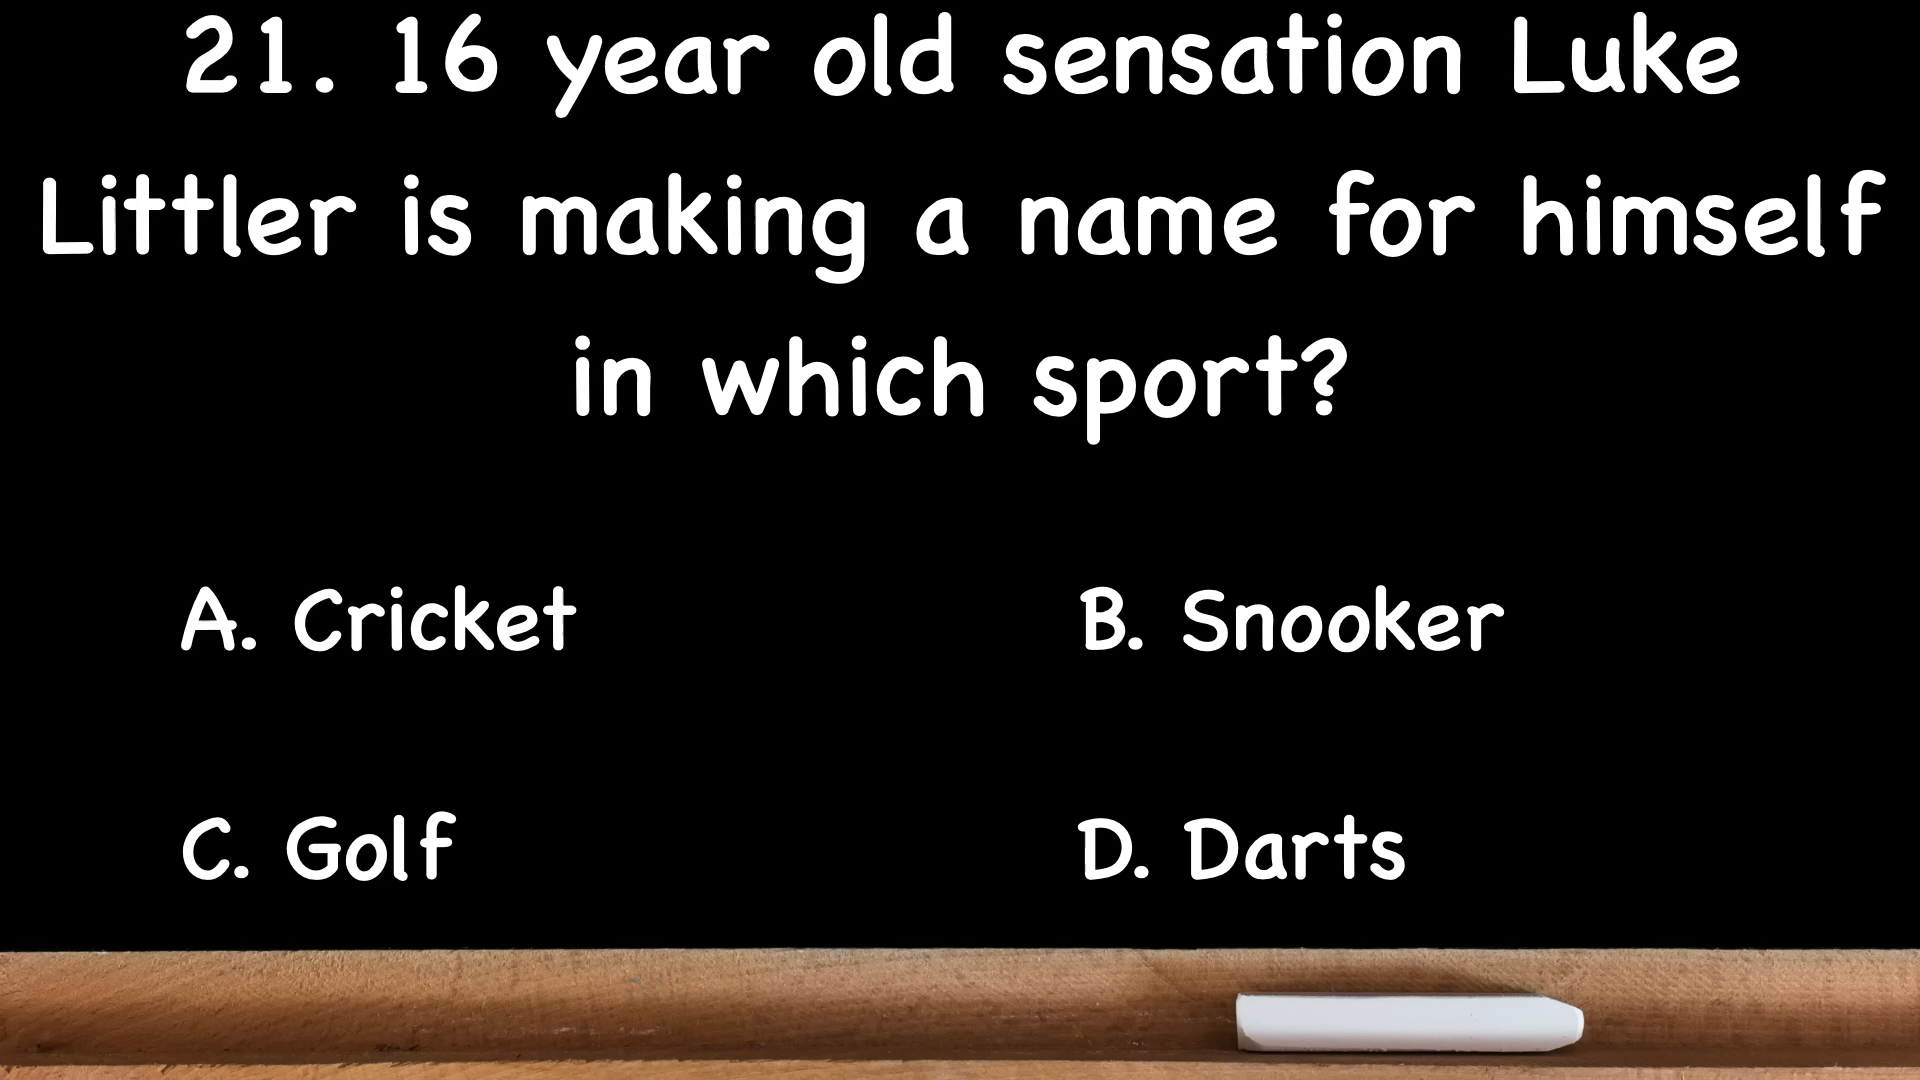 21. 16 year old sensation Luke
Littler is making a name for himself
in which sport?
A. Cricket
B. Snooker
C. Golf
D. Darts